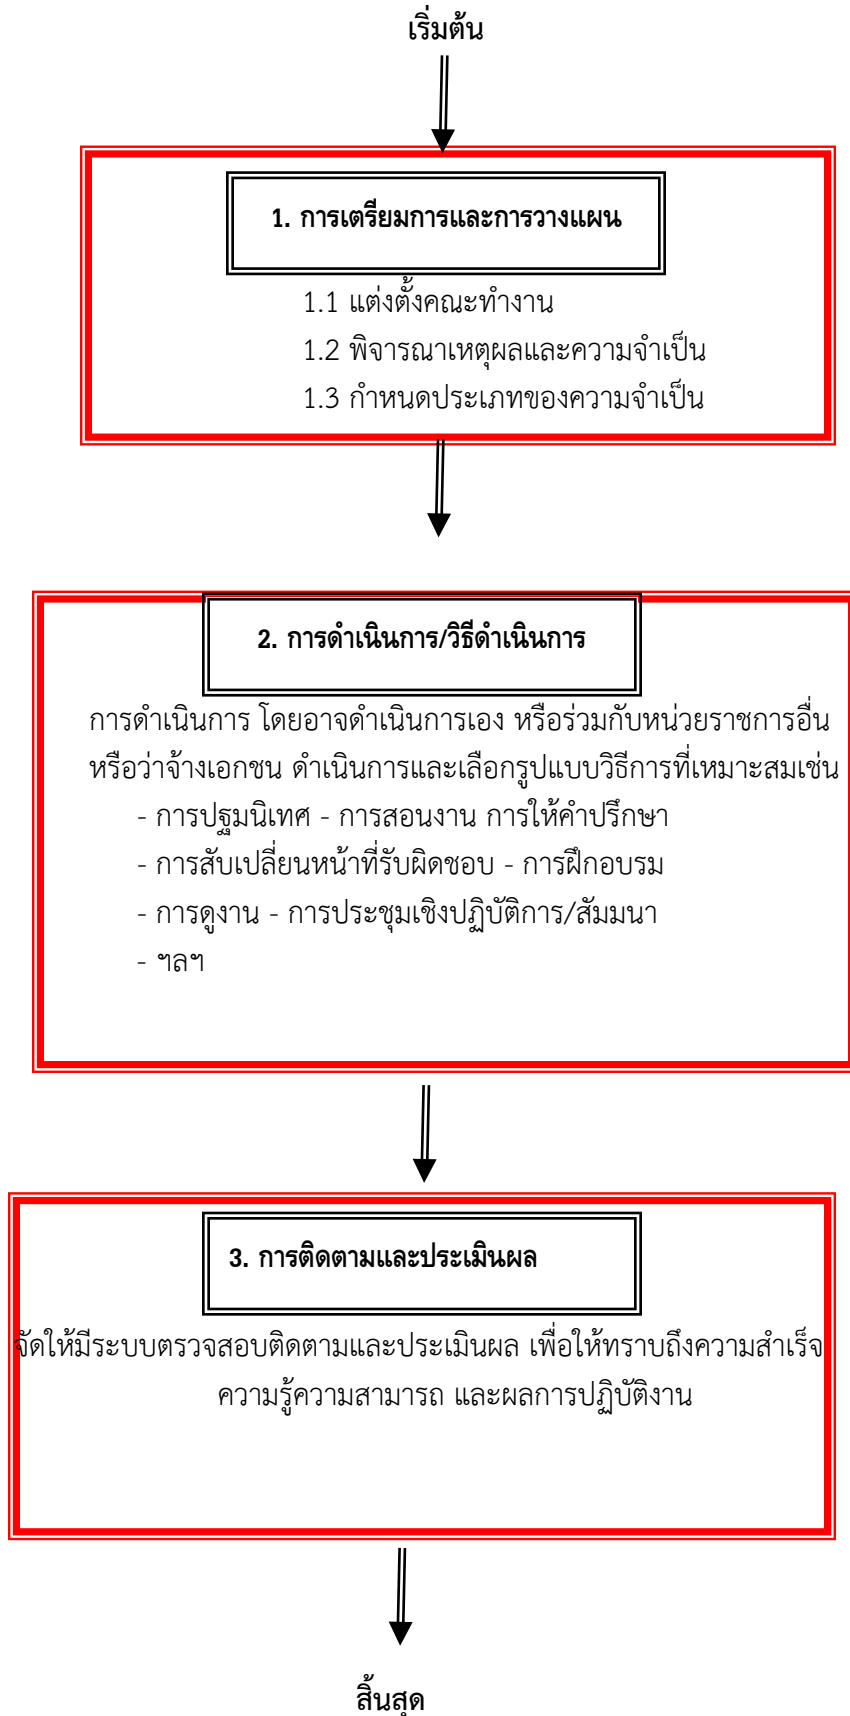 เริ่มต้น
1. การเตรียมการและการวางแผน
1.1 แต่งตั้งคณะทำงาน
1.2 พิจารณาเหตุผลและความจำเป็น
1.3 กำหนดประเภทของความจำเป็น
2. การดำเนินการ/วิธีดำเนินการ
การดำเนินการ โดยอาจดำเนินการเอง หรือร่วมกับหน่วยราชการอื่น
หรือว่าจ้างเอกชน ดำเนินการและเลือกรูปแบบวิธีการที่เหมาะสมเช่น
- การปฐมนิเทศ - การสอนงาน การให้คำปรึกษา
- การสับเปลี่ยนหน้าที่รับผิดชอบ - การฝึกอบรม
- การดูงาน - การประชุมเชิงปฏิบัติการ/สัมมนา
- ฯลฯ
3. การติดตามและประเมินผล
จัดให้มีระบบตรวจสอบติดตามและประเมินผล เพื่อให้ทราบถึงความสำเร็จ
ความรู้ความสามารถ และผลการปฏิบัติงาน
สิ้นสุด